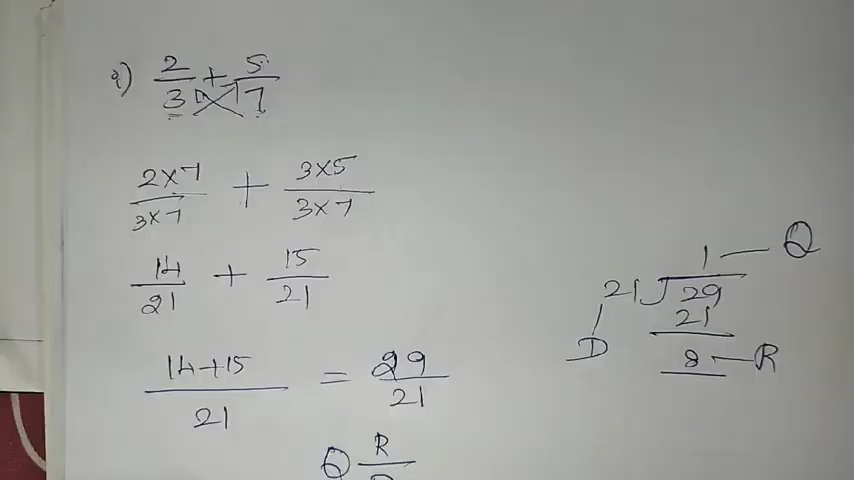 9) 2/3 + 5/7
2×7/3×7 + 3×5/3×7
14/21 + 15/21
14+15/21 = 29/21
Q R/
1 — Q
21 29
21
D 8 — R